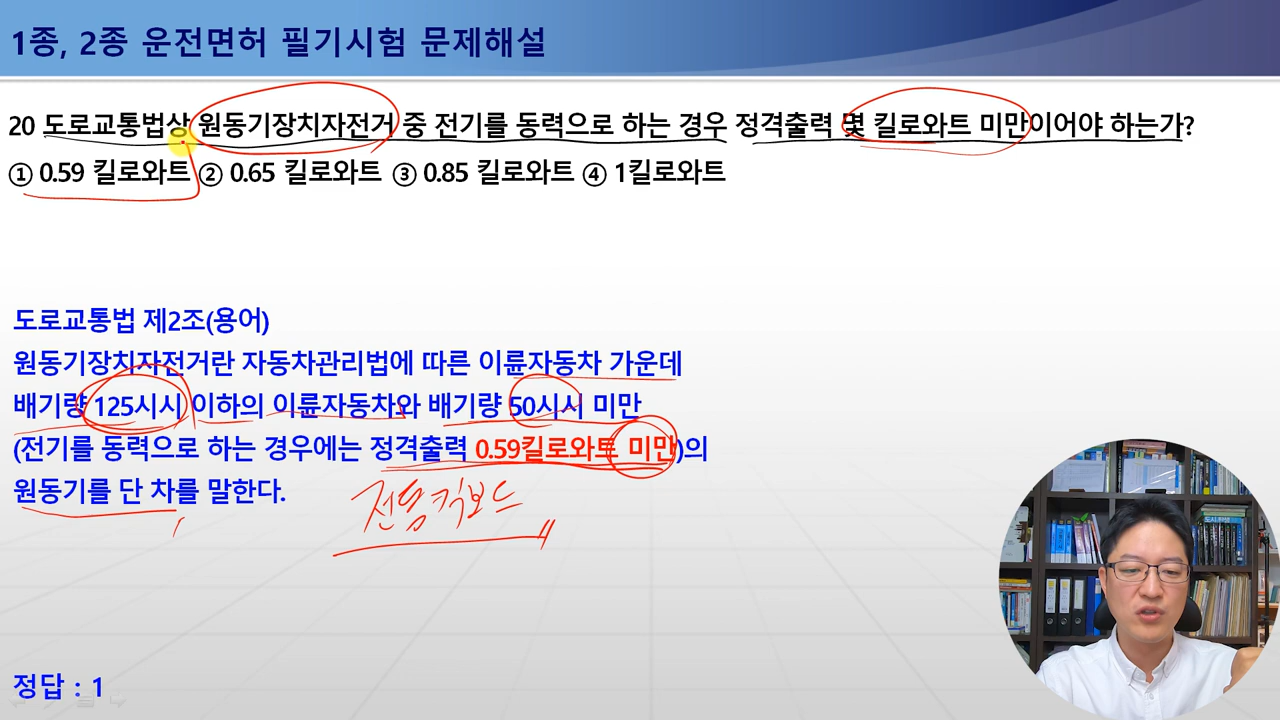 1종, 2종 운전면허 필기시험 문제해설
20 도로교통법상 원동기장치자전거 중 전기를 동력으로 하는 경우 정격출력 몇 킬로와트 미만이어야 하는가?
① 0.59 킬로와트 ② 0.65 킬로와트 ③ 0.85 킬로와트 ④ 1킬로와트
도로교통법 제2조(용어)
원동기장치자전거란 자동차관리법에 따른 이륜자동차 가운데
배기량 125시시 이하의 이륜자동차와 배기량 50시시 미만
(전기를 동력으로 하는 경우에는 정격출력 0.59킬로와트 미만)의
원동기를 단 차를 말한다.
전동킥보드
정답 : 1